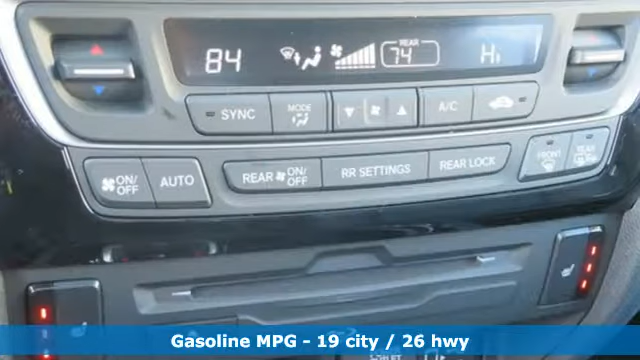 84 REAR 74 Hi
SYNC MODE A/C
ON/OFF AUTO REAR ON/OFF RR SETTINGS REAR LOCK FRONT REAR
Gasoline MPG - 19 city / 26 hwy